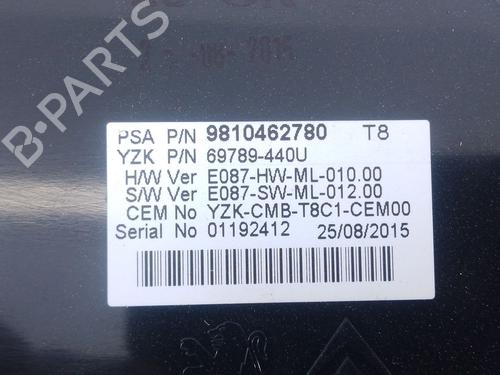 PSA P/N 9810462780 T8
YZK P/N 69789-440U
H/W Ver E087-HW-ML-010.00
S/W Ver E087-SW-ML-012.00
CEM No YZK-CMB-T8C1-CEM00
Serial No 01192412 25/08/2015